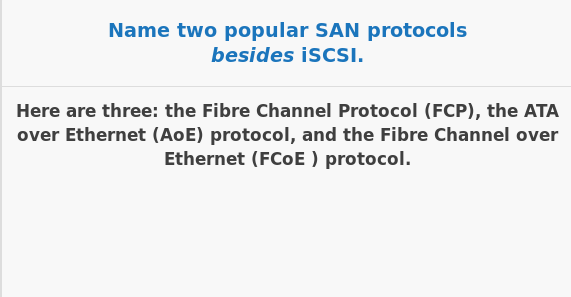 Name two popular SAN protocols
besides iSCSI.
Here are three: the Fibre Channel Protocol (FCP), the ATA
over Ethernet (AoE) protocol, and the Fibre Channel over
Ethernet (FCoE ) protocol.